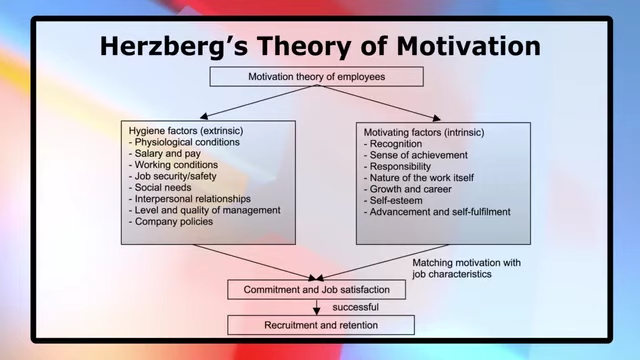 Herzberg's Theory of Motivation
Motivation theory of employees
Hygiene factors (extrinsic)
- Physiological conditions
- Salary and pay
- Working conditions
- Job security/safety
- Social needs
- Interpersonal relationships
- Level and quality of management
- Company policies
Motivating factors (intrinsic)
- Recognition
- Sense of achievement
- Responsibility
- Nature of the work itself
- Growth and career
- Self-esteem
- Advancement and self-fulfilment
Matching motivation with
job characteristics
Commitment and Job satisfaction
successful
Recruitment and retention